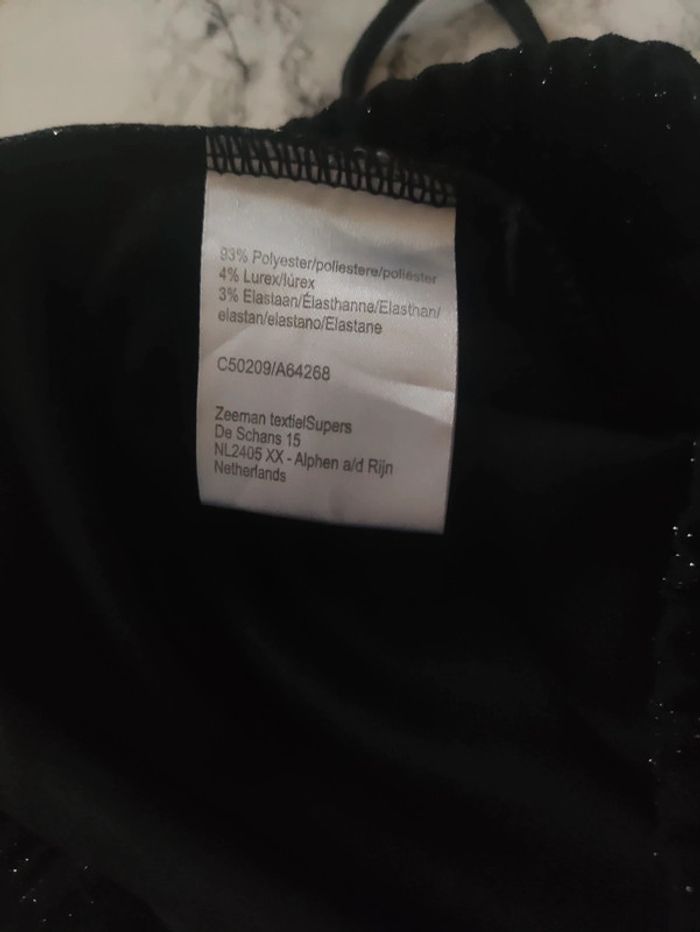 93% Polyester/poliestere/poliéster
4% Lurex/lúrex
3% Elastaan/Élasthanne/Elasthan/
elastan/elastano/Elastane
C50209/A64268
Zeeman textielSupers
De Schans 15
NL2405 XX - Alphen a/d Rijn
Netherlands